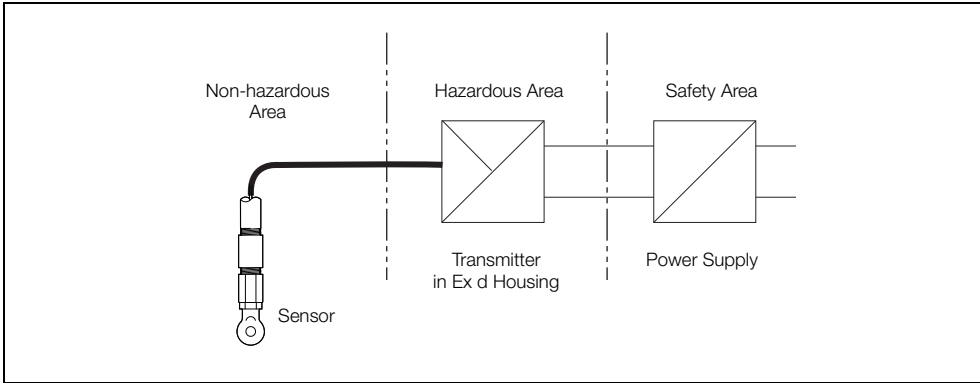 Non-hazardous
Area
Hazardous Area
Safety Area
Transmitter
in Ex d Housing
Power Supply
Sensor